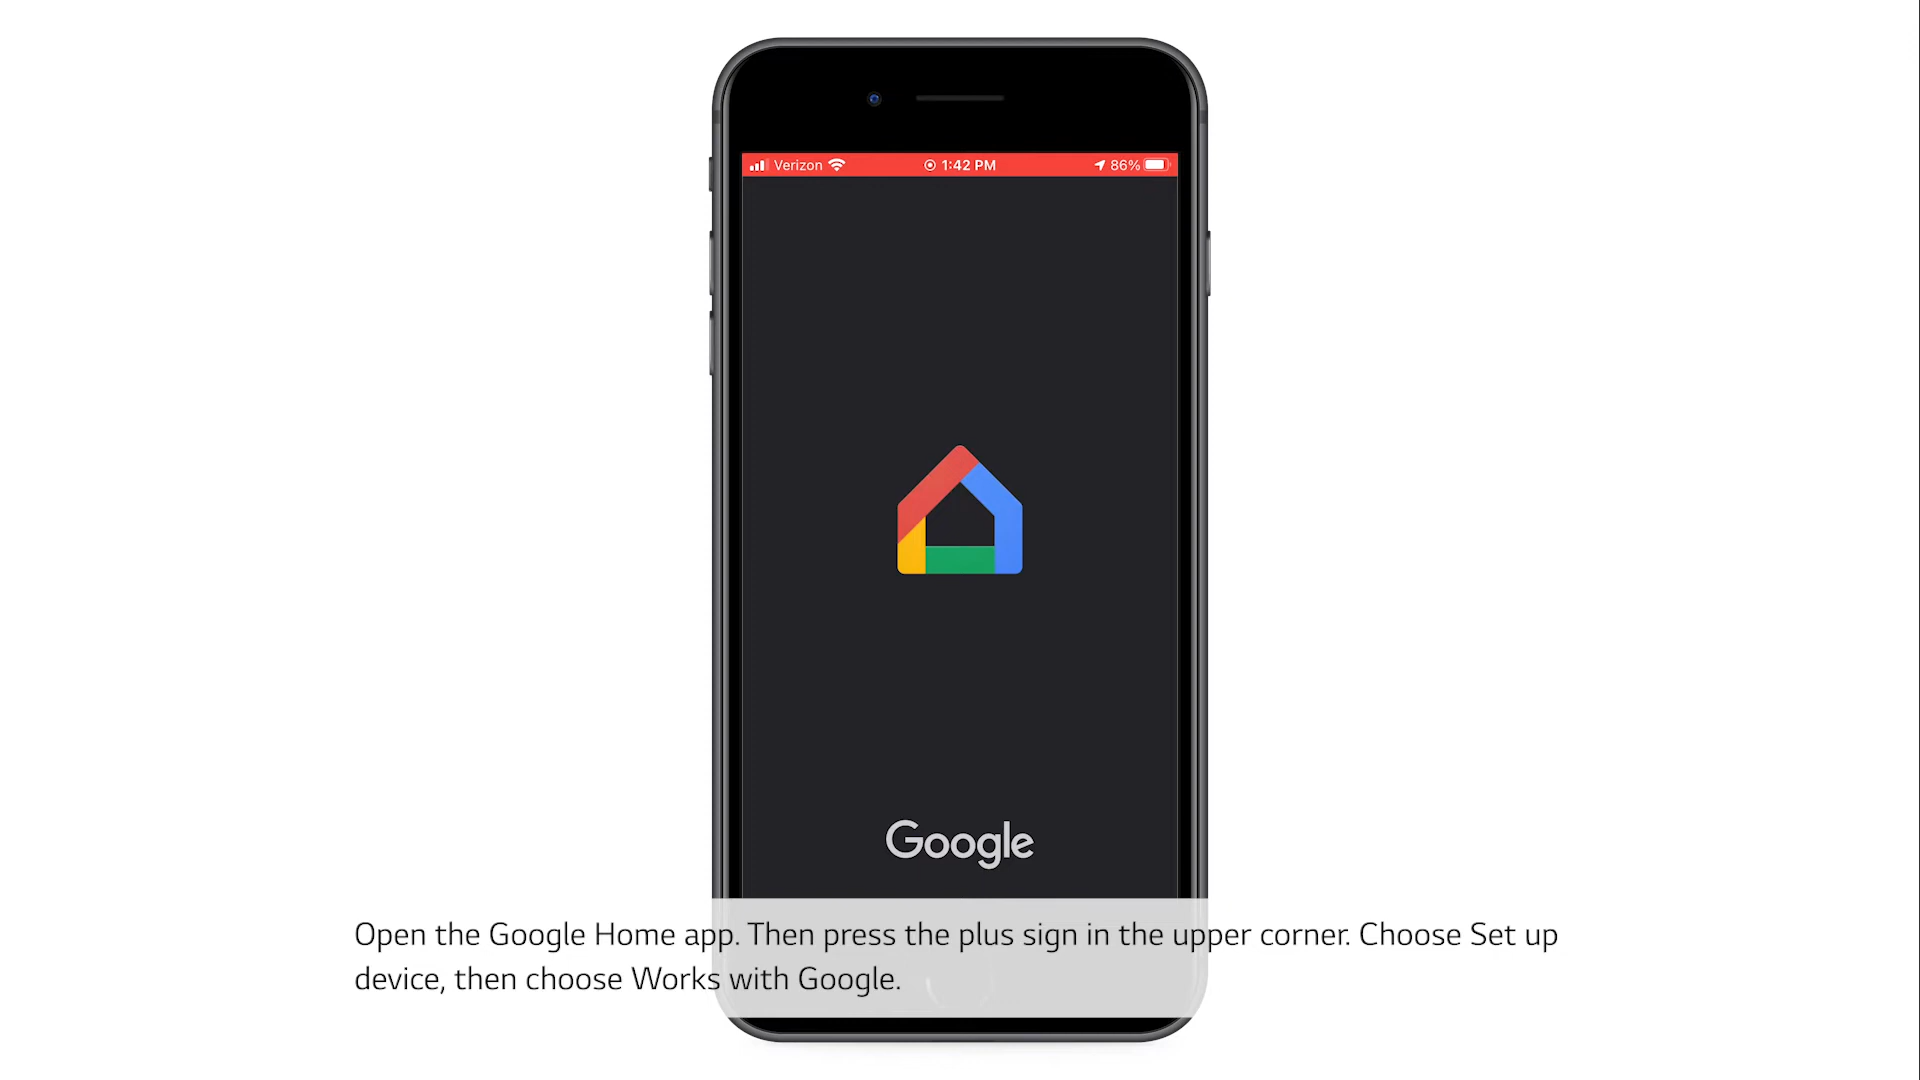 Verizon 1:42 PM 86%
Google
Open the Google Home app. Then press the plus sign in the upper corner. Choose Set up
device, then choose Works with Google.